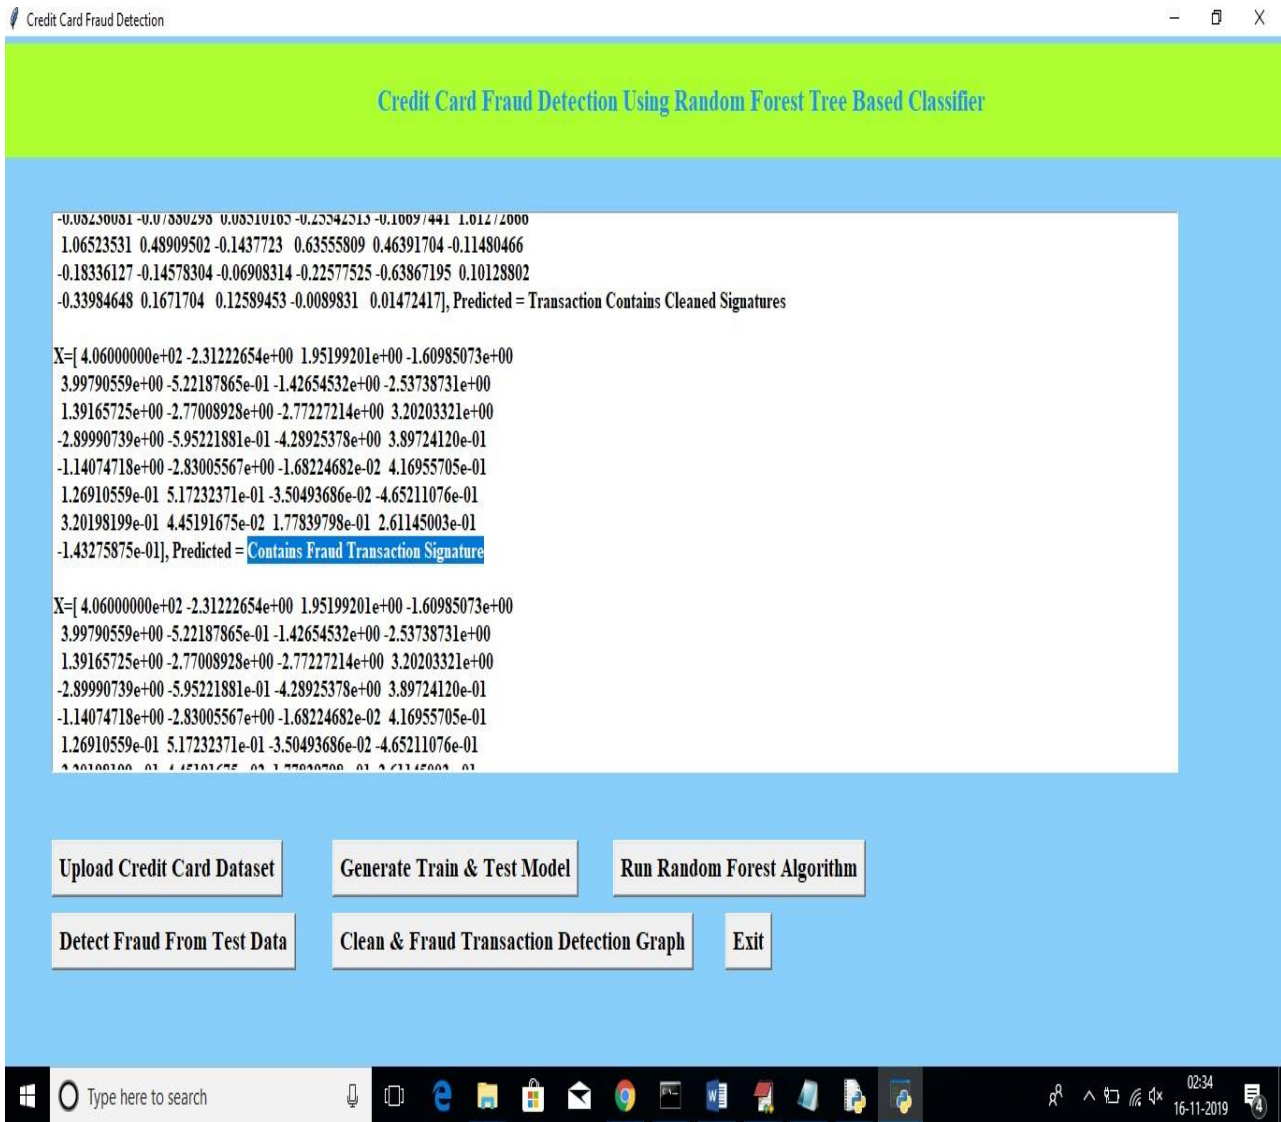 Credit Card Fraud Detection
Credit Card Fraud Detection Using Random Forest Tree Based Classifier
-0.08236081 -0.07880298 0.08510165 -0.25542513 -0.16697441 1.61272666
1.06523531 0.48909502 -0.1437723 0.63555809 0.46391704 -0.11480466
-0.18336127 -0.14578304 -0.06908314 -0.22577525 -0.63867195 0.10128802
-0.33984648 0.1671704 0.12589453 -0.0089831 0.01472417], Predicted = Transaction Contains Cleaned Signatures
X=[ 4.06000000e+02 -2.31222654e+00 1.95199201e+00 -1.60985073e+00
3.99790559e+00 -5.22187865e-01 -1.42654532e+00 -2.53738731e+00
1.39165725e+00 -2.77008928e+00 -2.77227214e+00 3.20203321e+00
-2.89990739e+00 -5.95221881e-01 -4.28925378e+00 3.89724120e-01
-1.14074718e+00 -2.83005567e+00 -1.68224682e-02 4.16955705e-01
1.26910559e-01 5.17232371e-01 -3.50493686e-02 -4.65211076e-01
3.20198199e-01 4.45191675e-02 1.77839798e-01 2.61145003e-01
-1.43275875e-01], Predicted = Contains Fraud Transaction Signature
X=[ 4.06000000e+02 -2.31222654e+00 1.95199201e+00 -1.60985073e+00
3.99790559e+00 -5.22187865e-01 -1.42654532e+00 -2.53738731e+00
1.39165725e+00 -2.77008928e+00 -2.77227214e+00 3.20203321e+00
-2.89990739e+00 -5.95221881e-01 -4.28925378e+00 3.89724120e-01
-1.14074718e+00 -2.83005567e+00 -1.68224682e-02 4.16955705e-01
1.26910559e-01 5.17232371e-01 -3.50493686e-02 -4.65211076e-01
Upload Credit Card Dataset Generate Train & Test Model Run Random Forest Algorithm
Detect Fraud From Test Data Clean & Fraud Transaction Detection Graph Exit
Type here to search
02:34
16-11-2019
4